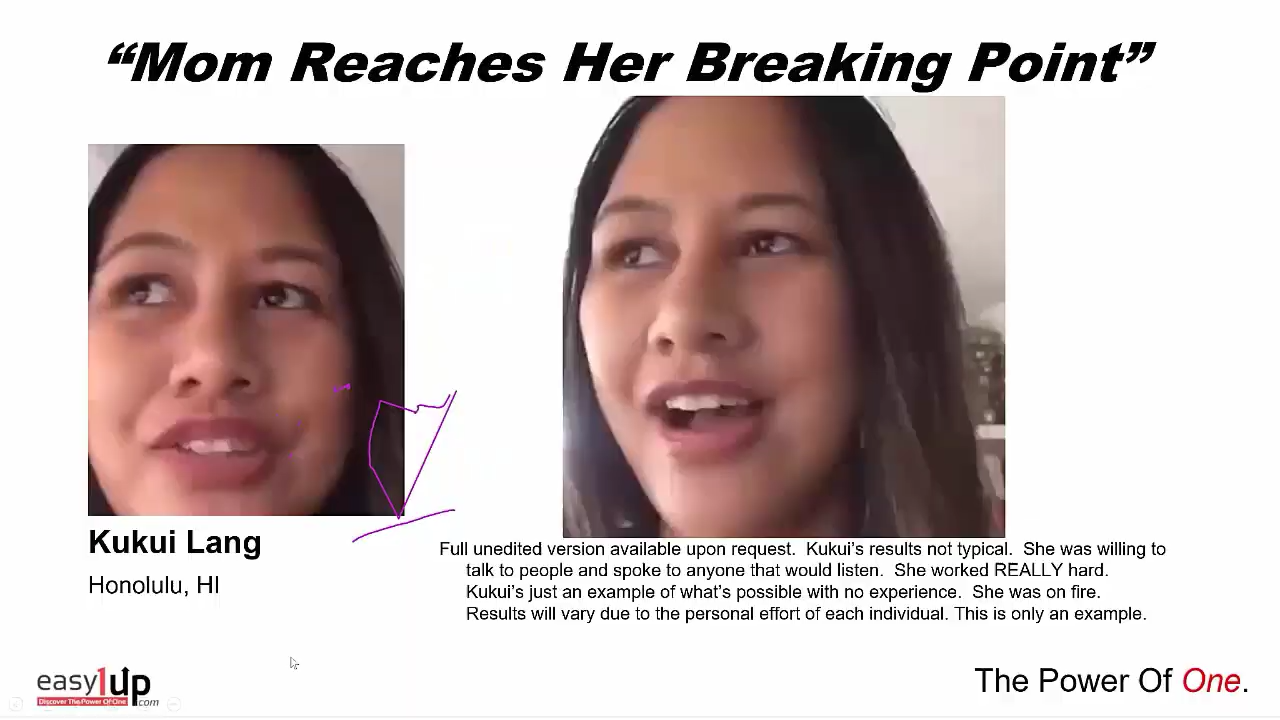 “Mom Reaches Her Breaking Point”
Kukui Lang
Honolulu, HI
Full unedited version available upon request. Kukui’s results not typical. She was willing to
talk to people and spoke to anyone that would listen. She worked REALLY hard.
Kukui’s just an example of what’s possible with no experience. She was on fire.
Results will vary due to the personal effort of each individual. This is only an example.
easy1up
Discover The Power Of One
.com
The Power Of One.